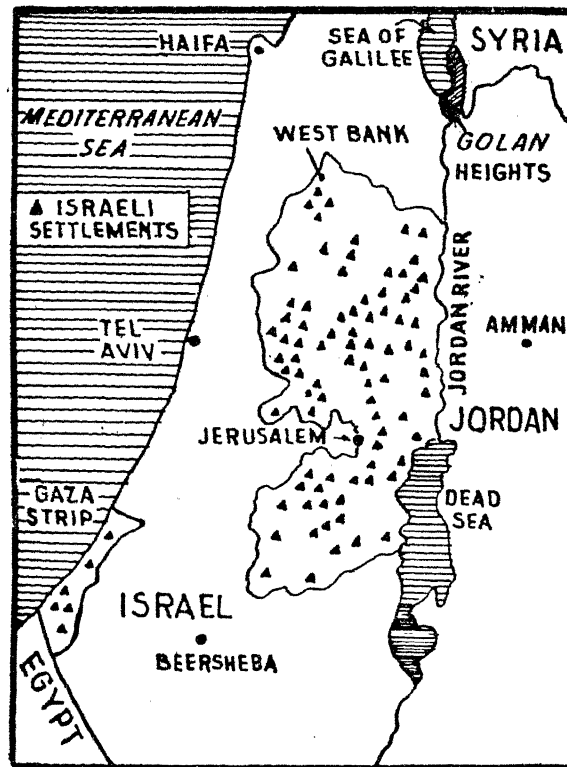 HAIFA
SEA OF
GALILEE
SYRIA
MEDITERRANEAN
SEA
WEST BANK
GOLAN
HEIGHTS
ISRAELI
SETTLEMENTS
JORDAN RIVER
TEL
AVIV
AMMAN
JERUSALEM
JORDAN
GAZA
STRIP
DEAD
SEA
ISRAEL
BEERSHEBA
EGYPT